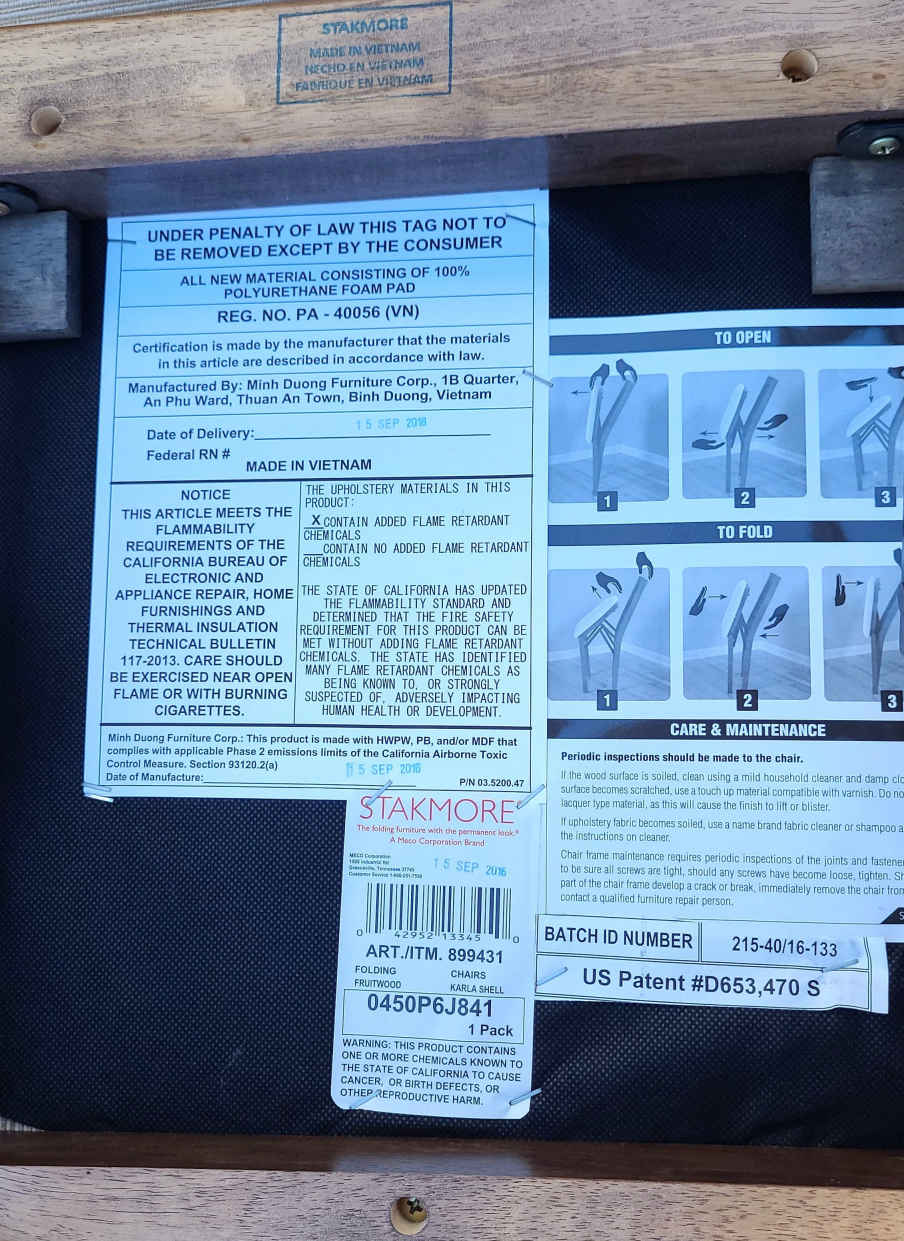 STAKMORE
MADE IN VIETNAM
HECHO EN VIETNAM
FABRIQUÉ EN VIETNAM
UNDER PENALTY OF LAW THIS TAG NOT TO
BE REMOVED EXCEPT BY THE CONSUMER
ALL NEW MATERIAL CONSISTING OF 100%
POLYURETHANE FOAM PAD
REG. NO. PA - 40056 (VN)
Certification is made by the manufacturer that the materials
in this article are described in accordance with law.
Manufactured By: Minh Duong Furniture Corp., 1B Quarter,
An Phu Ward, Thuan An Town, Binh Duong, Vietnam
Date of Delivery: 15 SEP 2016
Federal RN #
MADE IN VIETNAM
NOTICE
THIS ARTICLE MEETS THE
FLAMMABILITY
REQUIREMENTS OF THE
CALIFORNIA BUREAU OF
ELECTRONIC AND
APPLIANCE REPAIR, HOME
FURNISHINGS AND
THERMAL INSULATION
TECHNICAL BULLETIN
117-2013. CARE SHOULD
BE EXERCISED NEAR OPEN
FLAME OR WITH BURNING
CIGARETTES.
THE UPHOLSTERY MATERIALS IN THIS
PRODUCT:
X CONTAIN ADDED FLAME RETARDANT
CHEMICALS
__CONTAIN NO ADDED FLAME RETARDANT
CHEMICALS
THE STATE OF CALIFORNIA HAS UPDATED
THE FLAMMABILITY STANDARD AND
DETERMINED THAT THE FIRE SAFETY
REQUIREMENT FOR THIS PRODUCT CAN BE
MET WITHOUT ADDING FLAME RETARDANT
CHEMICALS. THE STATE HAS IDENTIFIED
MANY FLAME RETARDANT CHEMICALS AS
BEING KNOWN TO, OR STRONGLY
SUSPECTED OF, ADVERSELY IMPACTING
HUMAN HEALTH OR DEVELOPMENT.
Minh Duong Furniture Corp.: This product is made with HWPW, PB, and/or MDF that
complies with applicable Phase 2 emissions limits of the California Airborne Toxic
Control Measure. Section 93120.2(a)
Date of Manufacture: 15 SEP 2016 P/N 03.5200.47
TO OPEN
1 2 3
TO FOLD
1 2 3
CARE & MAINTENANCE
Periodic inspections should be made to the chair.
If the wood surface is soiled, clean using a mild household cleaner and damp clo
surface becomes scratched, use a touch up material compatible with varnish. Do no
lacquer type material, as this will cause the finish to lift or blister.
If upholstery fabric becomes soiled, use a name brand fabric cleaner or shampoo a
the instructions on cleaner.
Chair frame maintenance requires periodic inspections of the joints and fastene
to be sure all screws are tight, should any screws have become loose, tighten. Sh
part of the chair frame develop a crack or break, immediately remove the chair from
contact a qualified furniture repair person.
STAKMORE®
The folding furniture with the permanent look.®
A Meco Corporation Brand
MECO Corporation
1500 Industrial Rd
Greeneville, Tennessee 37745
15 SEP 2016
0 42952 13345 0
ART./ITM. 899431
FOLDING CHAIRS
FRUITWOOD KARLA SHELL
0450P6J841
1 Pack
WARNING: THIS PRODUCT CONTAINS
ONE OR MORE CHEMICALS KNOWN TO
THE STATE OF CALIFORNIA TO CAUSE
CANCER, OR BIRTH DEFECTS, OR
OTHER REPRODUCTIVE HARM.
BATCH ID NUMBER 215-40/16-133
US Patent #D653,470 S